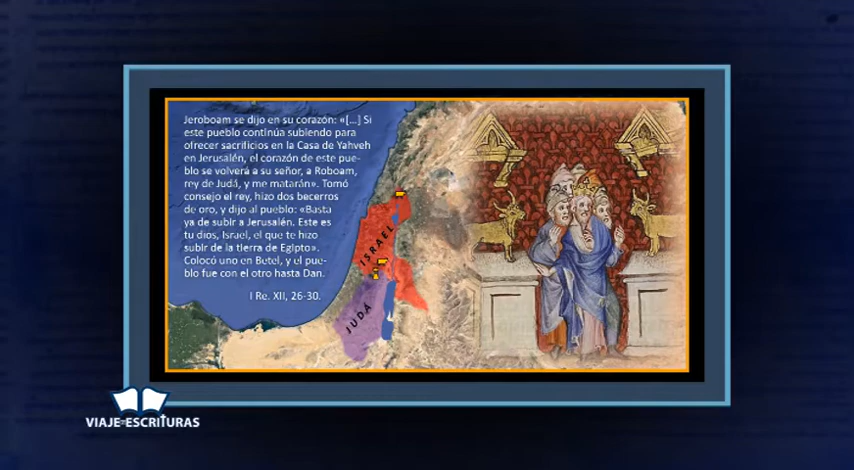 Jeroboam se dijo en su corazón: «[...] Si
este pueblo continúa subiendo para
ofrecer sacrificios en la Casa de Yahveh
en Jerusalén, el corazón de este pue-
blo se volverá a su señor, a Roboam,
rey de Judá, y me matarán». Tomó
consejo el rey, hizo dos becerros
de oro, y dijo al pueblo: «Basta
ya de subir a Jerusalén. Este es
tu dios, Israel, el que te hizo
subir de la tierra de Egipto».
Colocó uno en Betel, y el pue-
blo fue con el otro hasta Dan.
I Re. XII, 26-30.
ISRAEL
JUDÁ
VIAJE ESCRITURAS